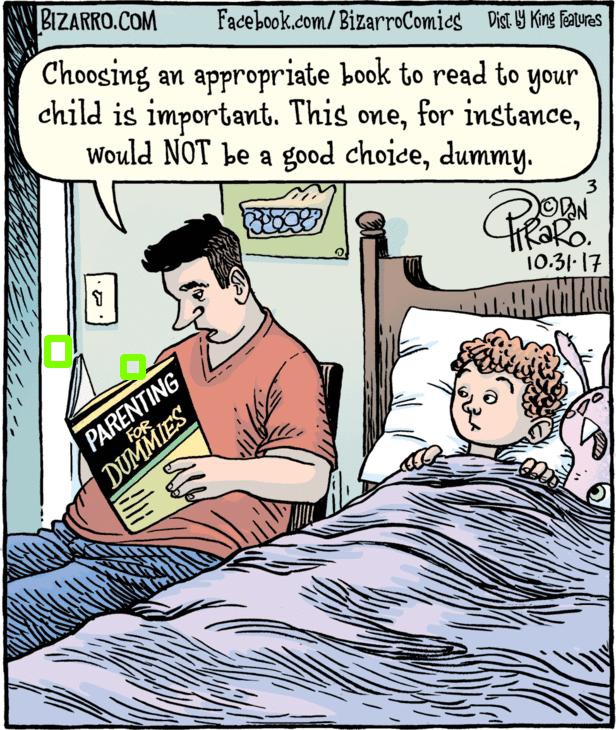 BIZARRO.COM Facebook.com/BizarroComics Dist. by King Features
Choosing an appropriate book to read to your
child is important. This one, for instance,
would NOT be a good choice, dummy.
3
© DAN
PIRARO.
10.31.17
PARENTING
FOR
DUMMIES